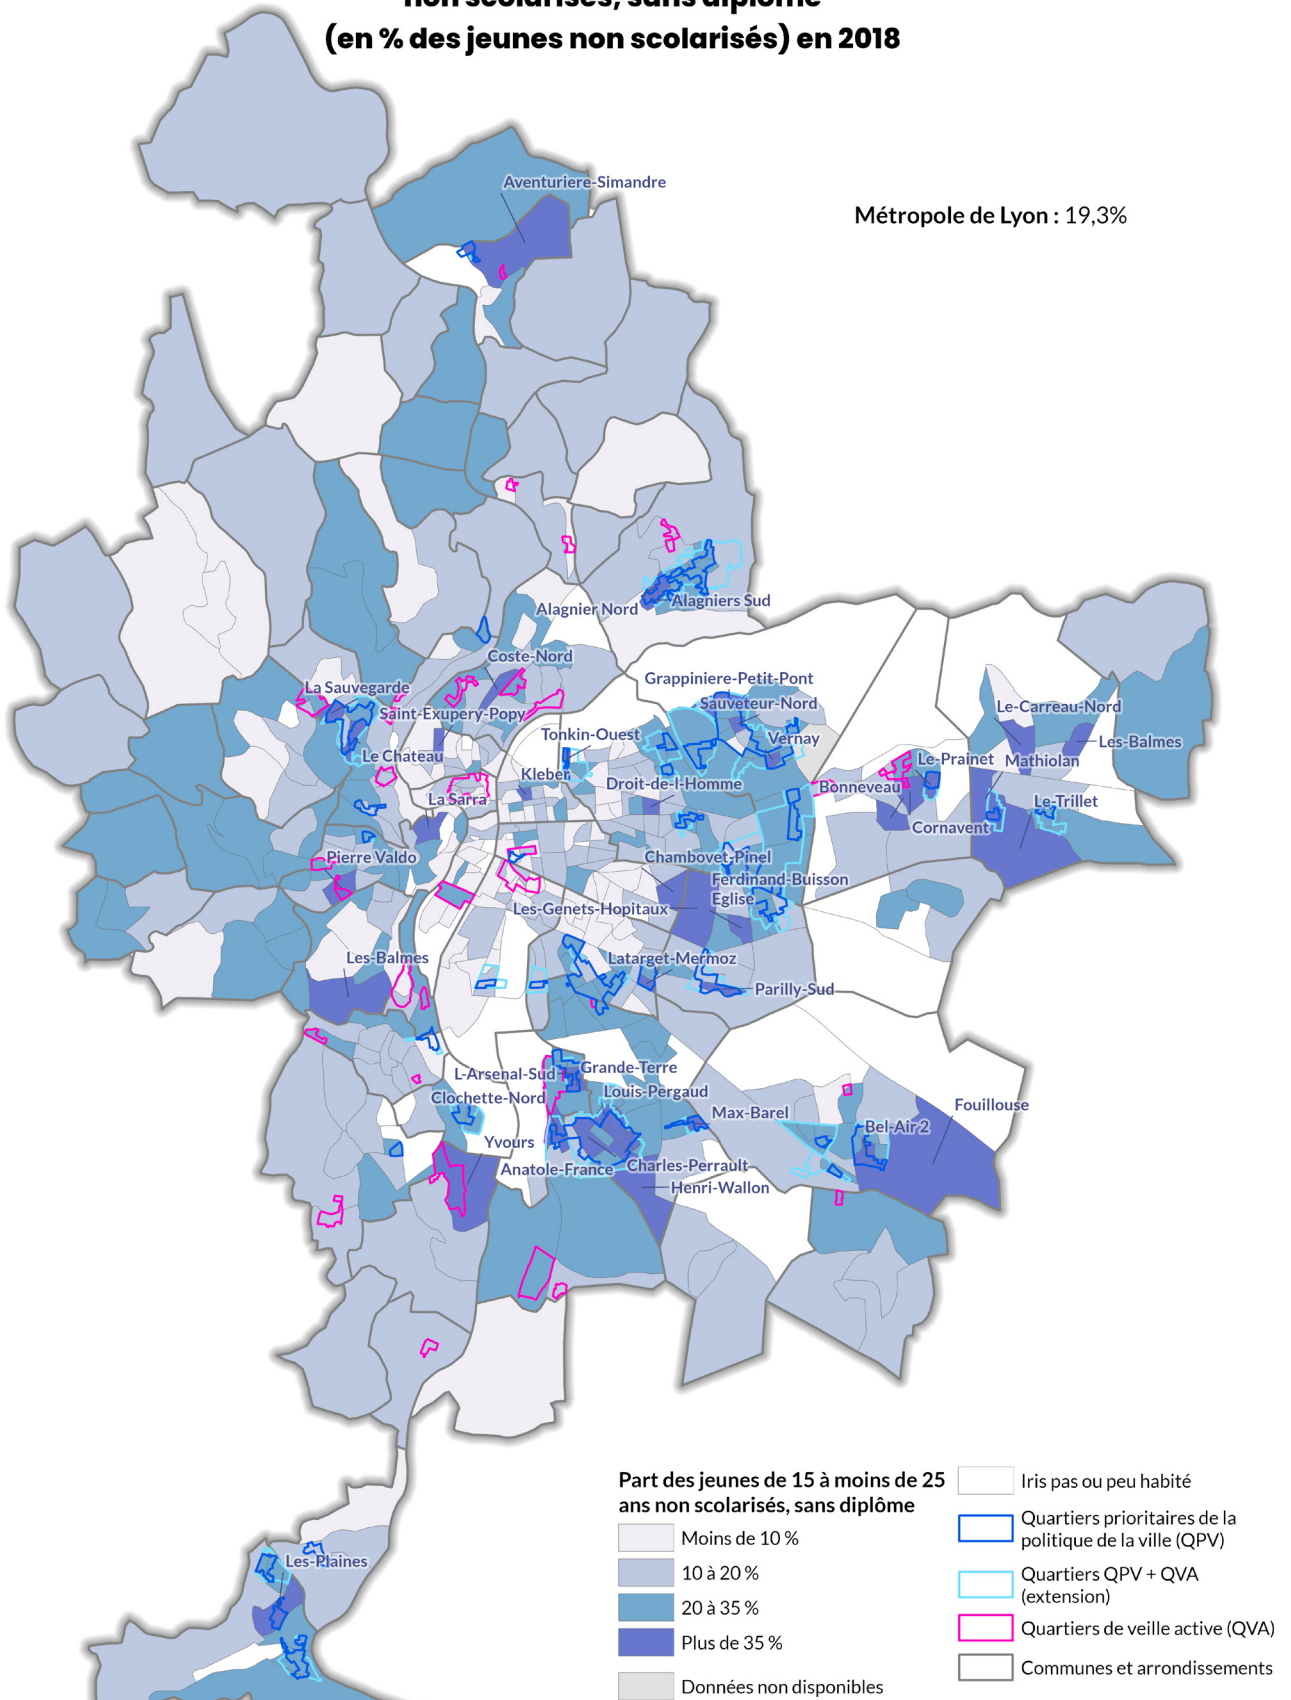 non scolarisés, sans diplôme
(en % des jeunes non scolarisés) en 2018
Aventuriere-Simandre
Métropole de Lyon : 19,3%
Alagnier Nord
Alagniers Sud
Coste-Nord
La Sauvegarde
Grappiniere-Petit-Pont
Sauveteur-Nord
Saint-Exupery-Popy
Tonkin-Ouest
Vernay
Le-Carreau-Nord
Les-Balmes
Le Chateau
Kleber
Droit-de-l-Homme
Le-Prainet
Mathiolan
Bonneveau
La Sarra
Le-Trillet
Cornavent
Pierre Valdo
Chambovet-Pinel
Ferdinand-Buisson
Eglise
Les-Genets-Hopitaux
Les-Balmes
Latarget-Mermoz
Parilly-Sud
L-Arsenal-Sud
Grande-Terre
Clochette-Nord
Louis-Pergaud
Max-Barel
Fouillouse
Bel-Air 2
Yvours
Anatole-France
Charles-Perrault
Henri-Wallon
Les-Plaines
Part des jeunes de 15 à moins de 25
ans non scolarisés, sans diplôme
Moins de 10 %
10 à 20 %
20 à 35 %
Plus de 35 %
Données non disponibles
Iris pas ou peu habité
Quartiers prioritaires de la
politique de la ville (QPV)
Quartiers QPV + QVA
(extension)
Quartiers de veille active (QVA)
Communes et arrondissements